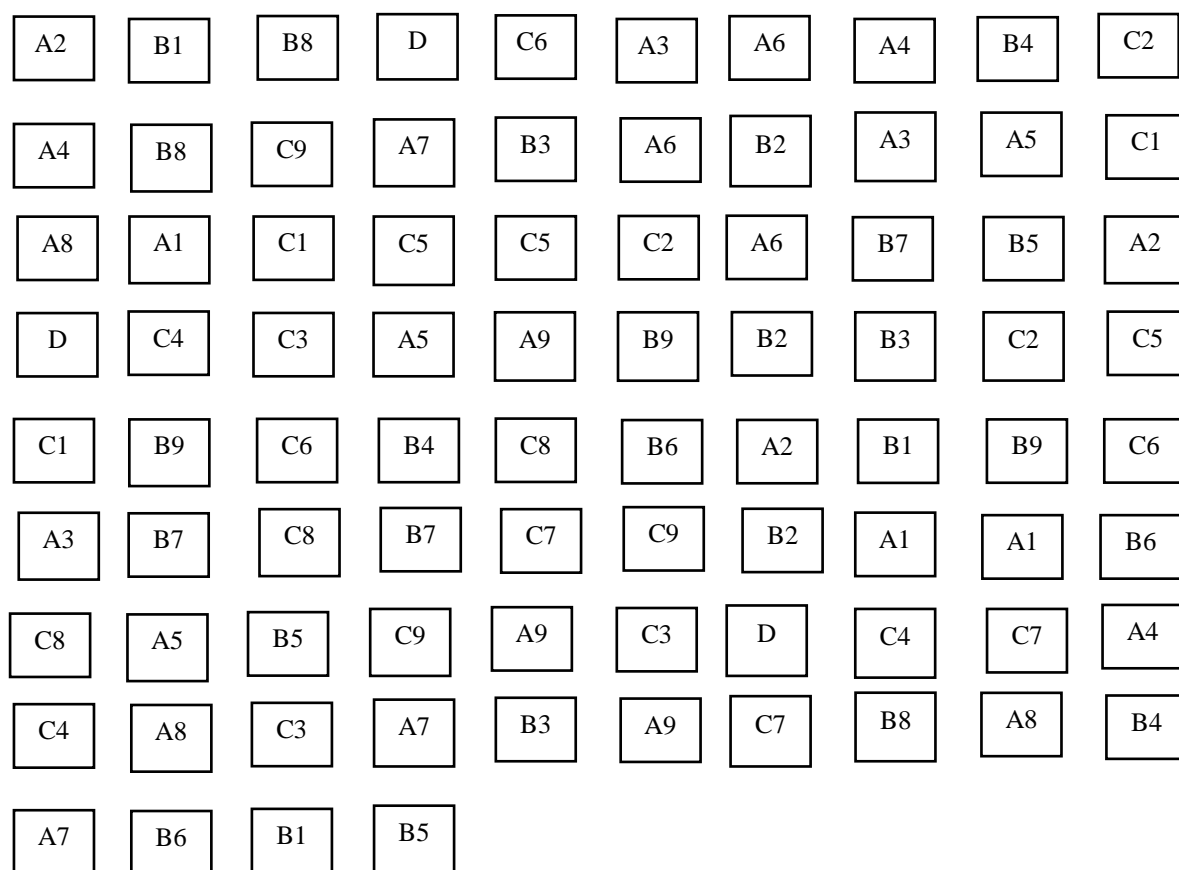 A2 B1 B8 D C6 A3 A6 A4 B4 C2
A4 B8 C9 A7 B3 A6 B2 A3 A5 C1
A8 A1 C1 C5 C5 C2 A6 B7 B5 A2
D C4 C3 A5 A9 B9 B2 B3 C2 C5
C1 B9 C6 B4 C8 B6 A2 B1 B9 C6
A3 B7 C8 B7 C7 C9 B2 A1 A1 B6
C8 A5 B5 C9 A9 C3 D C4 C7 A4
C4 A8 C3 A7 B3 A9 C7 B8 A8 B4
A7 B6 B1 B5